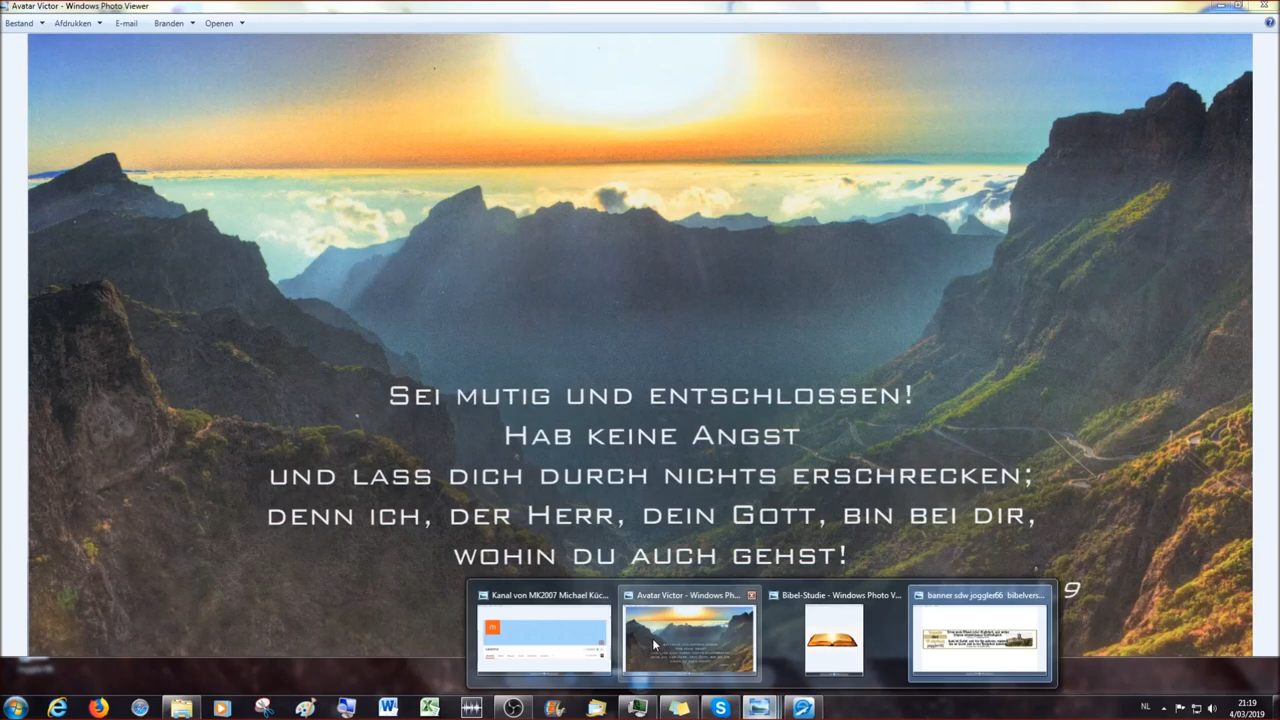 Avatar Victor - Windows Photo Viewer
Bestand Afdrukken E-mail Branden Openen
Sei mutig und entschlossen!
Hab keine Angst
und lass dich durch nichts erschrecken;
denn ich, der Herr, dein Gott, bin bei dir,
wohin du auch gehst!
9
Kanal von MK2007 Michael Küc... Avatar Victor - Windows Ph... Bibel-Studie - Windows Photo V... banner sdw joggler66 bibelvers...
m
NL 21:19
4/03/2019